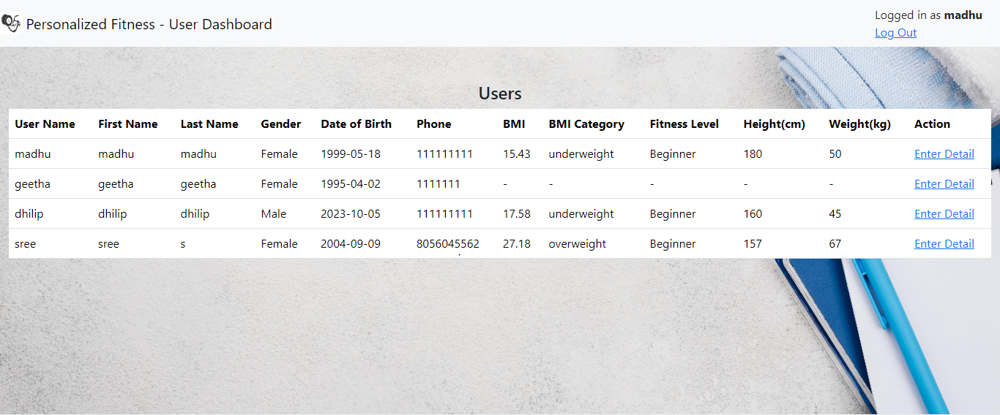 Personalized Fitness - User Dashboard
Logged in as madhu
Log Out
Users
User Name First Name Last Name Gender Date of Birth Phone BMI BMI Category Fitness Level Height(cm) Weight(kg) Action
madhu madhu madhu Female 1999-05-18 111111111 15.43 underweight Beginner 180 50 Enter Detail
geetha geetha geetha Female 1995-04-02 1111111 - - - - - Enter Detail
dhilip dhilip dhilip Male 2023-10-05 111111111 17.58 underweight Beginner 160 45 Enter Detail
sree sree s Female 2004-09-09 8056045562 27.18 overweight Beginner 157 67 Enter Detail